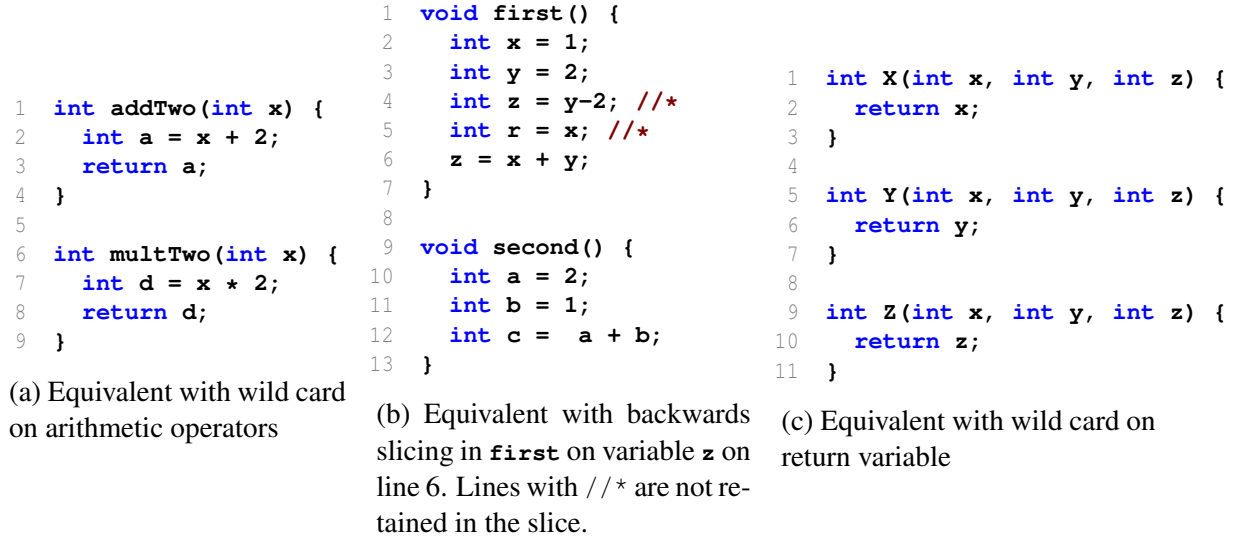 1 int addTwo(int x) {
2 int a = x + 2;
3 return a;
4 }
5
6 int multTwo(int x) {
7 int d = x * 2;
8 return d;
9 }
(a) Equivalent with wild card
on arithmetic operators
1 void first() {
2 int x = 1;
3 int y = 2;
4 int z = y-2; //*
5 int r = x; //*
6 z = x + y;
7 }
8
9 void second() {
10 int a = 2;
11 int b = 1;
12 int c =  a + b;
13 }
(b) Equivalent with backwards
slicing in first on variable z on
line 6. Lines with //* are not re-
tained in the slice.
1 int X(int x, int y, int z) {
2 return x;
3 }
4
5 int Y(int x, int y, int z) {
6 return y;
7 }
8
9 int Z(int x, int y, int z) {
10 return z;
11 }
(c) Equivalent with wild card on
return variable